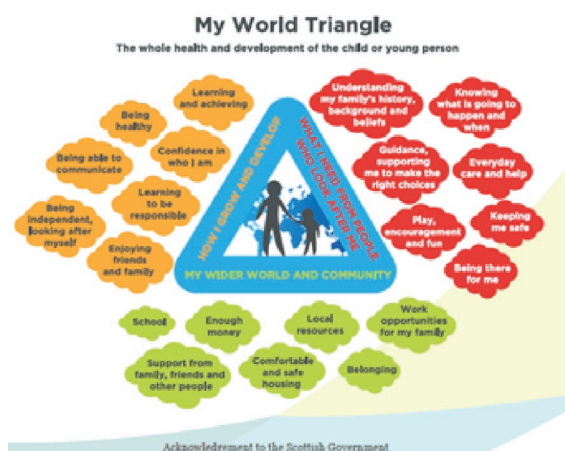 My World Triangle
The whole health and development of the child or young person
Learning
and achieving
Being
healthy
Confidence in
who I am
Being able to
communicate
Learning
to be
responsible
Being
independent,
looking after
myself
Enjoying
friends
and family
HOW I GROW AND DEVELOP
WHAT I NEED FROM PEOPLE
WHO LOOK AFTER ME
MY WIDER WORLD AND COMMUNITY
Understanding
my family's history,
background and
beliefs
Knowing
what is going to
happen and
when
Guidance,
supporting
me to make the
right choices
Everyday
care and help
Play,
encouragement
and fun
Keeping
me safe
Being there
for me
School
Enough
money
Local
resources
Work
opportunities
for my family
Support from
family, friends and
other people
Comfortable
and safe
housing
Belonging
Acknowledgement to the Scottish Government